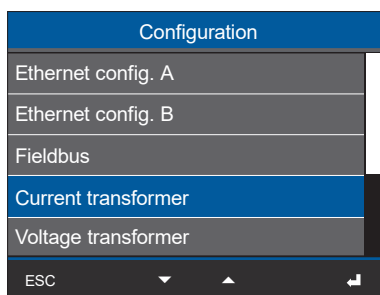 Configuration
Ethernet config. A
Ethernet config. B
Fieldbus
Current transformer
Voltage transformer
ESC